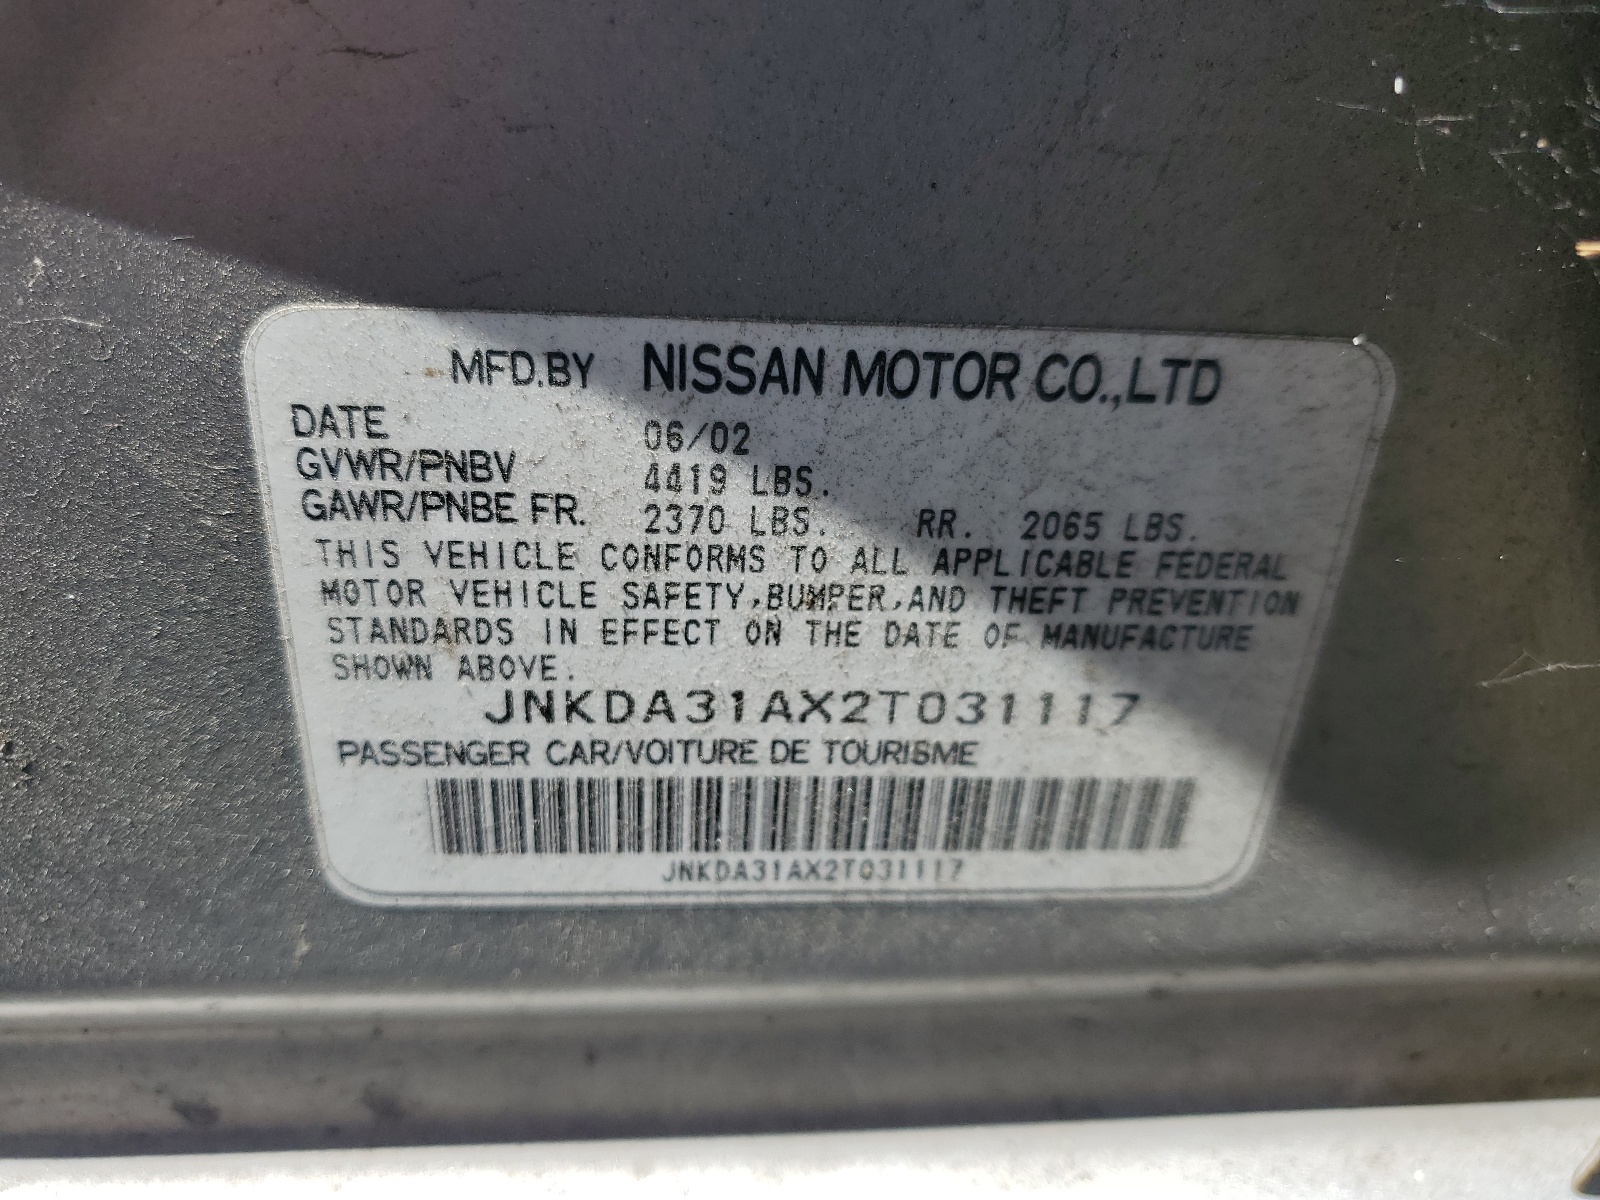 MFD.BY NISSAN MOTOR CO.,LTD
DATE 06/02
GVWR/PNBV 4419 LBS.
GAWR/PNBE FR. 2370 LBS. RR. 2065 LBS.
THIS VEHICLE CONFORMS TO ALL APPLICABLE FEDERAL
MOTOR VEHICLE SAFETY,BUMPER,AND THEFT PREVENTION
STANDARDS IN EFFECT ON THE DATE OF MANUFACTURE
SHOWN ABOVE.
JNKDA31AX2T031117
PASSENGER CAR/VOITURE DE TOURISME
JNKDA31AX2T031117